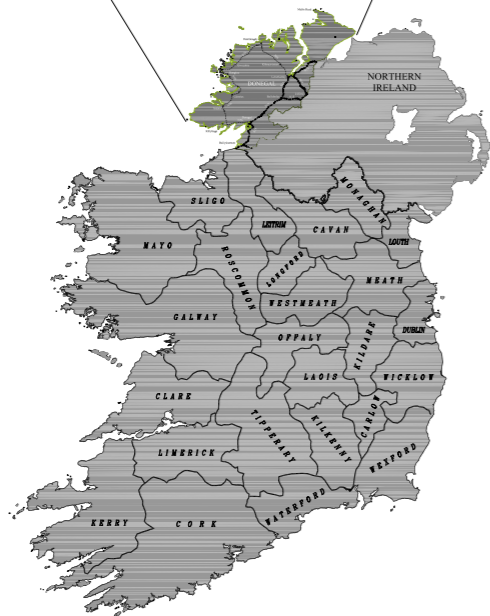 DONEGAL
NORTHERN
IRELAND
MONAGHAN
SLIGO
LEITRIM
CAVAN
LOUTH
MAYO
ROSCOMMON
LONGFORD
MEATH
WESTMEATH
GALWAY
OFFALY
KILDARE
DUBLIN
LAOIS
WICKLOW
CLARE
TIPPERARY
KILKENNY
CARLOW
LIMERICK
WEXFORD
WATERFORD
KERRY
CORK